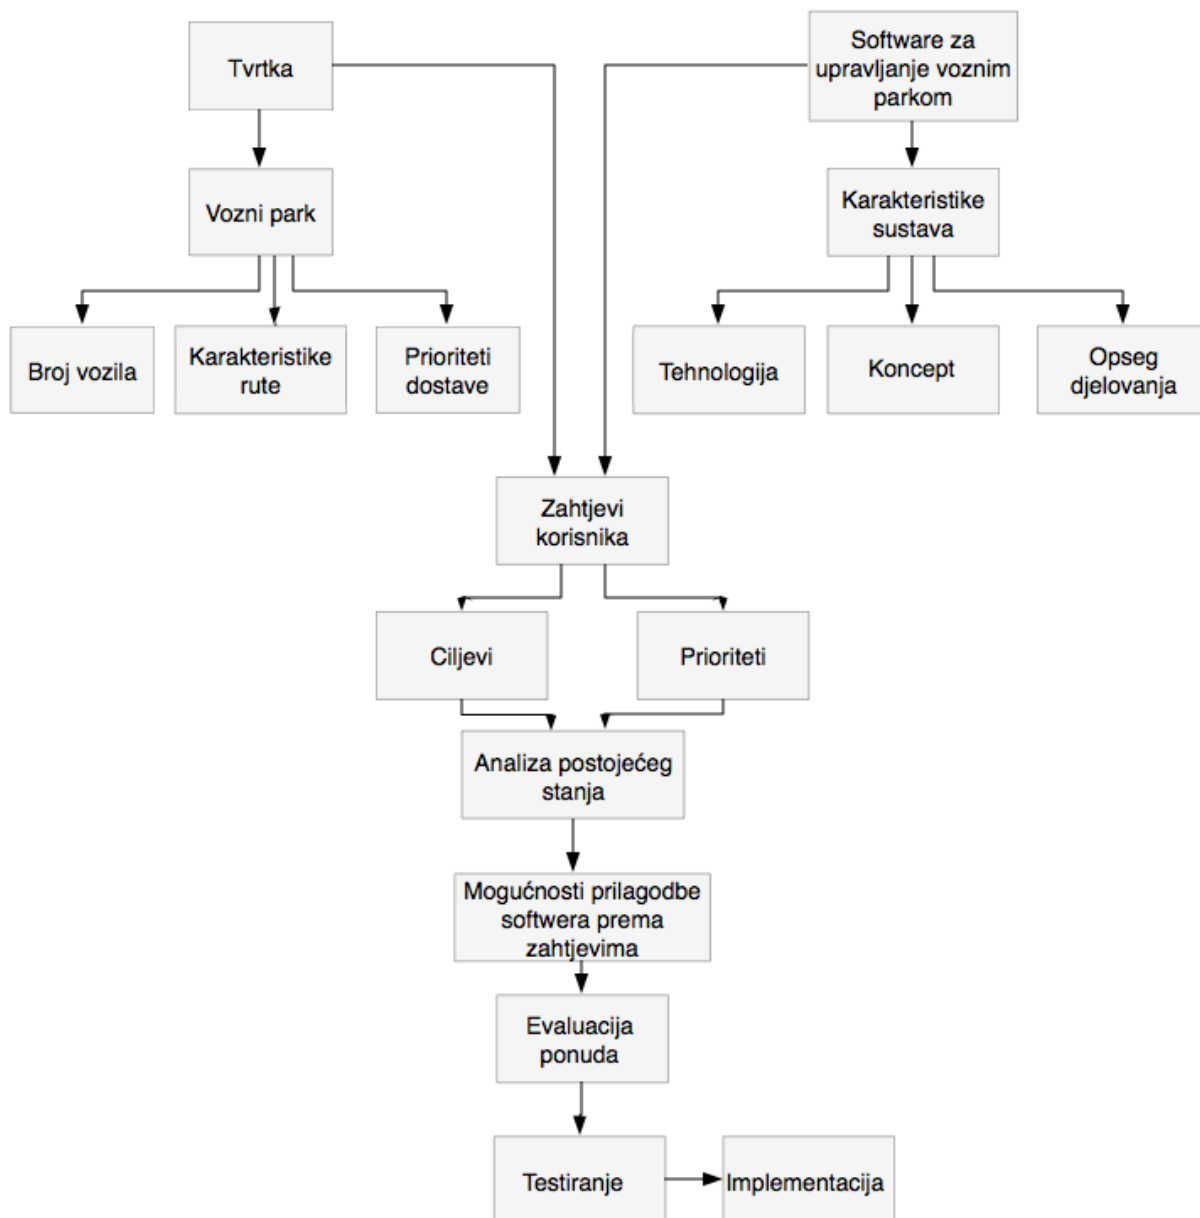 Tvrtka
Software za
upravljanje voznim
parkom
Vozni park
Karakteristike
sustava
Broj vozila
Karakteristike
rute
Prioriteti
dostave
Tehnologija
Koncept
Opseg
djelovanja
Zahtjevi
korisnika
Ciljevi
Prioriteti
Analiza postojećeg
stanja
Mogućnosti prilagodbe
softwera prema
zahtjevima
Evaluacija
ponuda
Testiranje
Implementacija